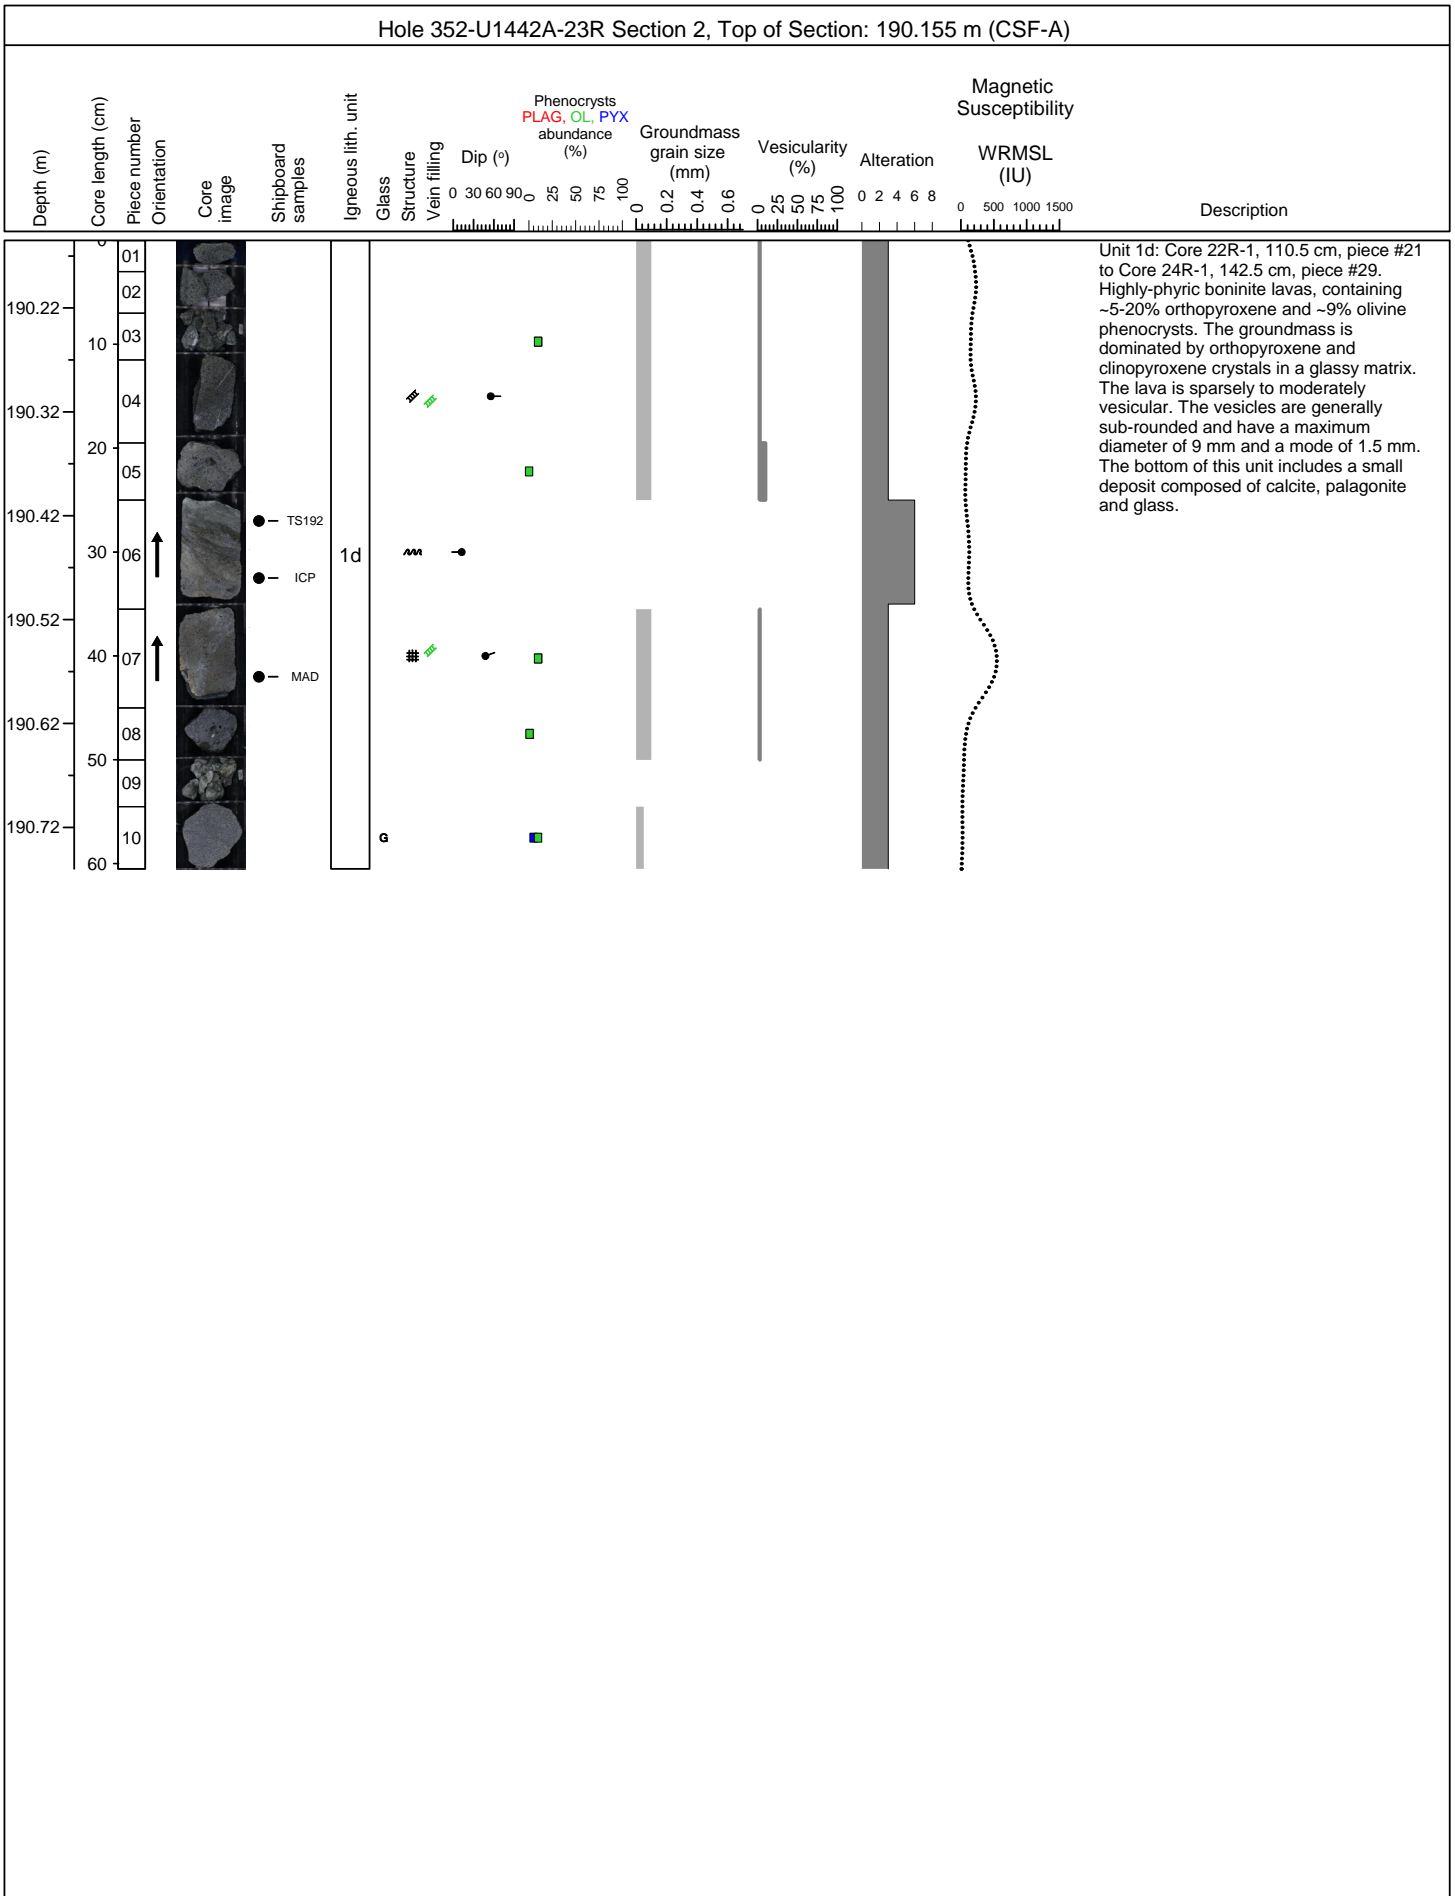 Hole 352-U1442A-23R Section 2, Top of Section: 190.155 m (CSF-A)
Depth (m)
Core length (cm)
Piece number
Orientation
Core
image
Shipboard
samples
Igneous lith. unit
Glass
Structure
Vein filling
Dip (o)
0 30 60 90
Phenocrysts
PLAG, OL, PYX
abundance
(%)
0 25 50 75 100
Groundmass
grain size
(mm)
0 0.2 0.4 0.6
Vesicularity
(%)
0 25 50 75 100
Alteration
0 2 4 6 8
Magnetic
Susceptibility
WRMSL
(IU)
0 500 1000 1500
Description
190.22
190.32
190.42
190.52
190.62
190.72
0
10
20
30
40
50
60
01
02
03
04
05
06
07
08
09
10
TS192
ICP
MAD
1d
G
Unit 1d: Core 22R-1, 110.5 cm, piece #21
to Core 24R-1, 142.5 cm, piece #29.
Highly-phyric boninite lavas, containing
~5-20% orthopyroxene and ~9% olivine
phenocrysts. The groundmass is
dominated by orthopyroxene and
clinopyroxene crystals in a glassy matrix.
The lava is sparsely to moderately
vesicular. The vesicles are generally
sub-rounded and have a maximum
diameter of 9 mm and a mode of 1.5 mm.
The bottom of this unit includes a small
deposit composed of calcite, palagonite
and glass.